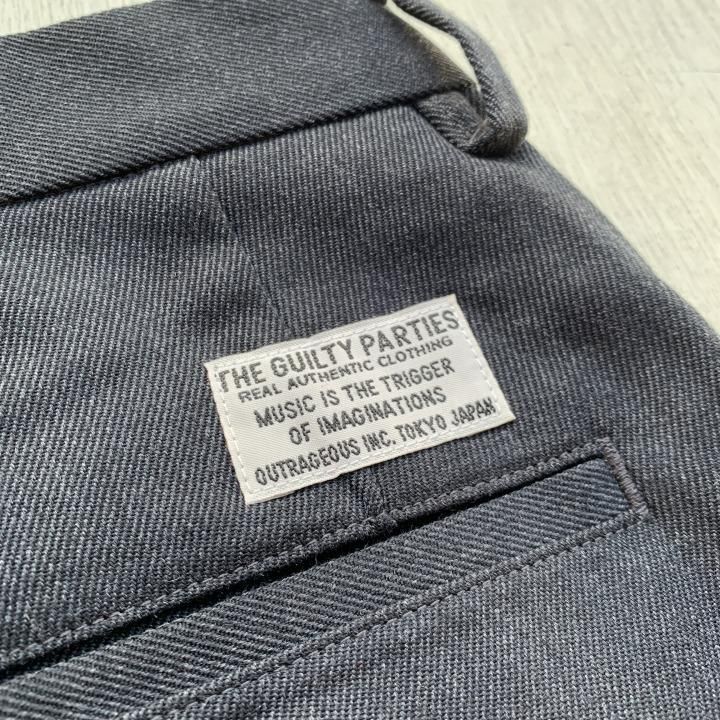 THE GUILTY PARTIES
REAL AUTHENTIC CLOTHING
MUSIC IS THE TRIGGER
OF IMAGINATIONS
OUTRAGEOUS INC. TOKYO JAPAN